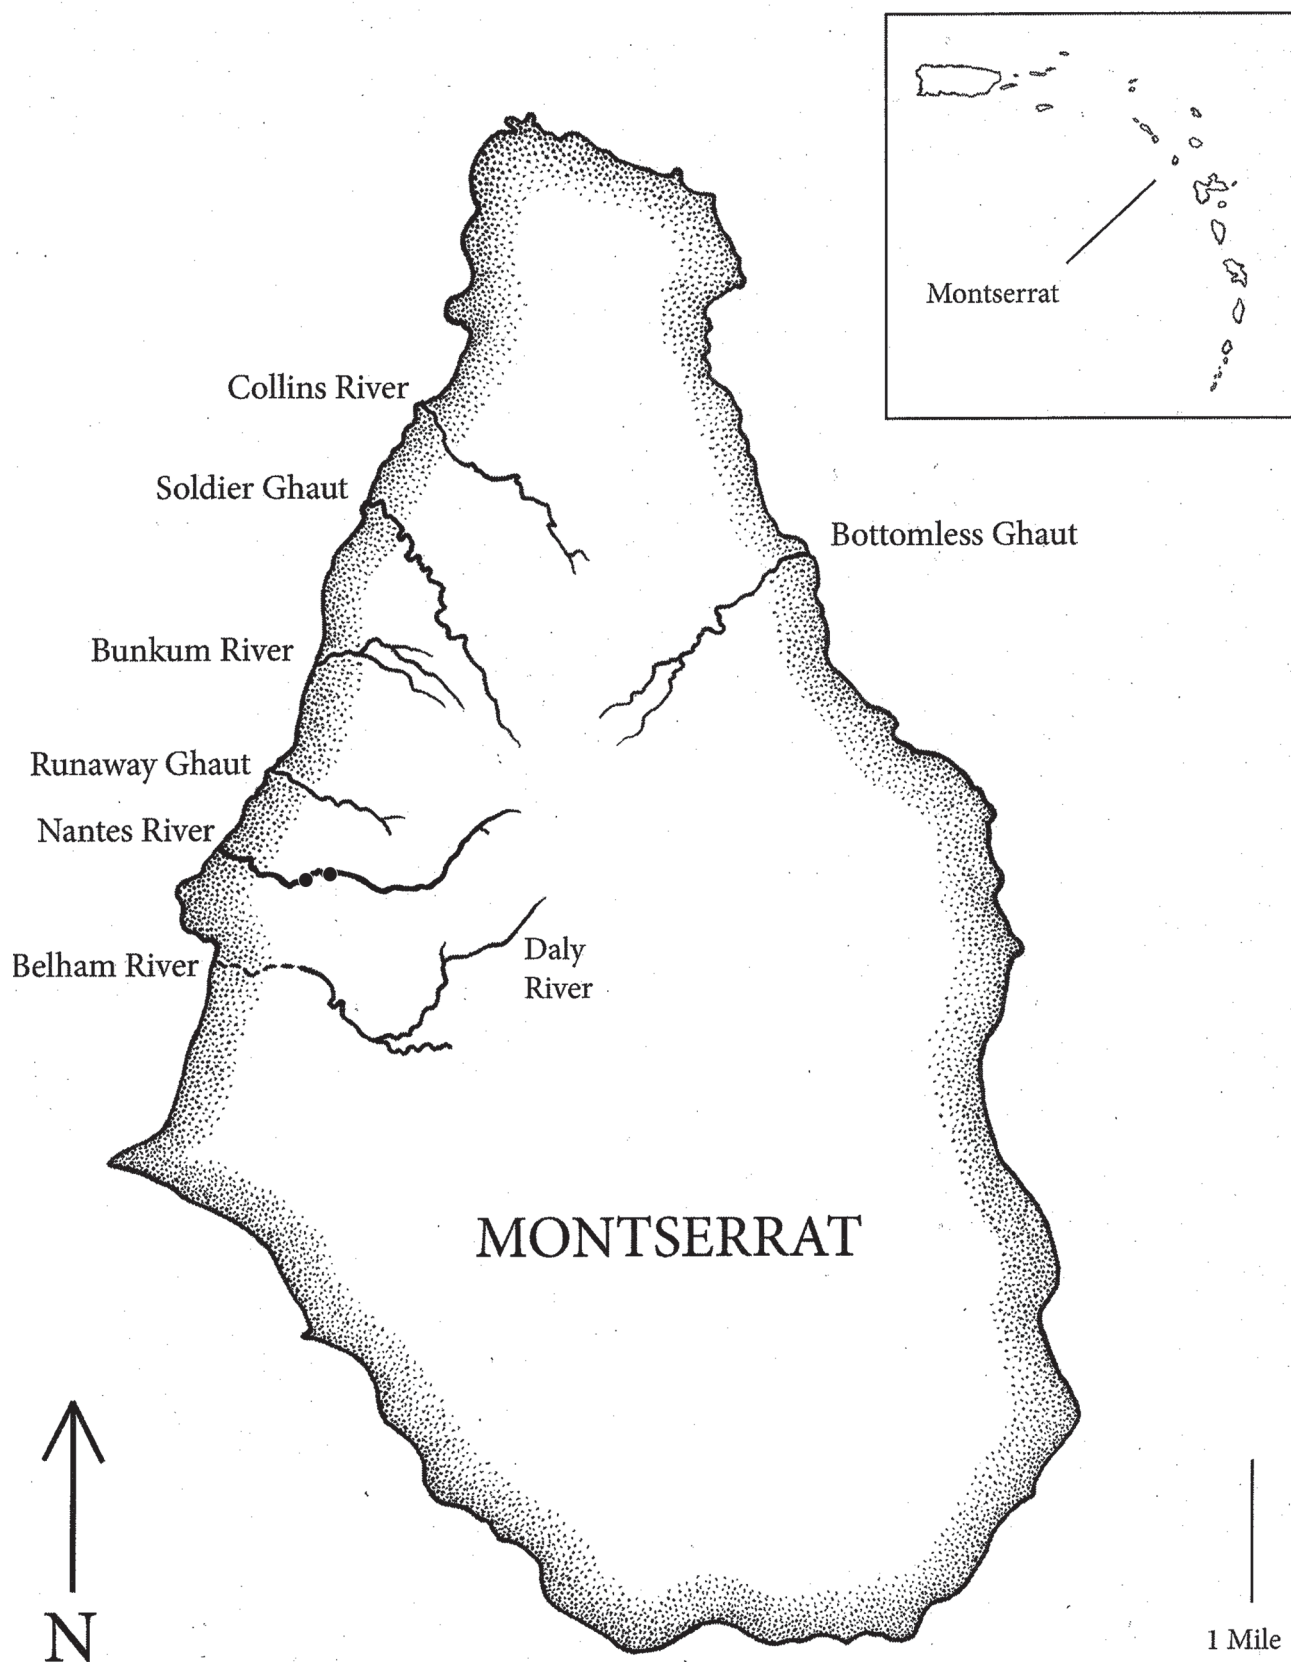 Montserrat
Collins River
Soldier Ghaut
Bottomless Ghaut
Bunkum River
Runaway Ghaut
Nantes River
Belham River
Daly
River
MONTSERRAT
N
1 Mile